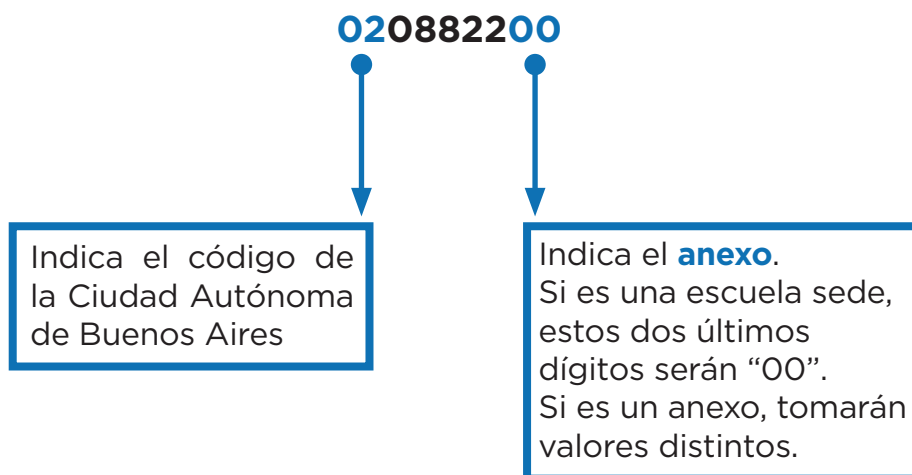 020882200
Indica el código de
la Ciudad Autónoma
de Buenos Aires
Indica el anexo.
Si es una escuela sede,
estos dos últimos
dígitos serán “00”.
Si es un anexo, tomarán
valores distintos.